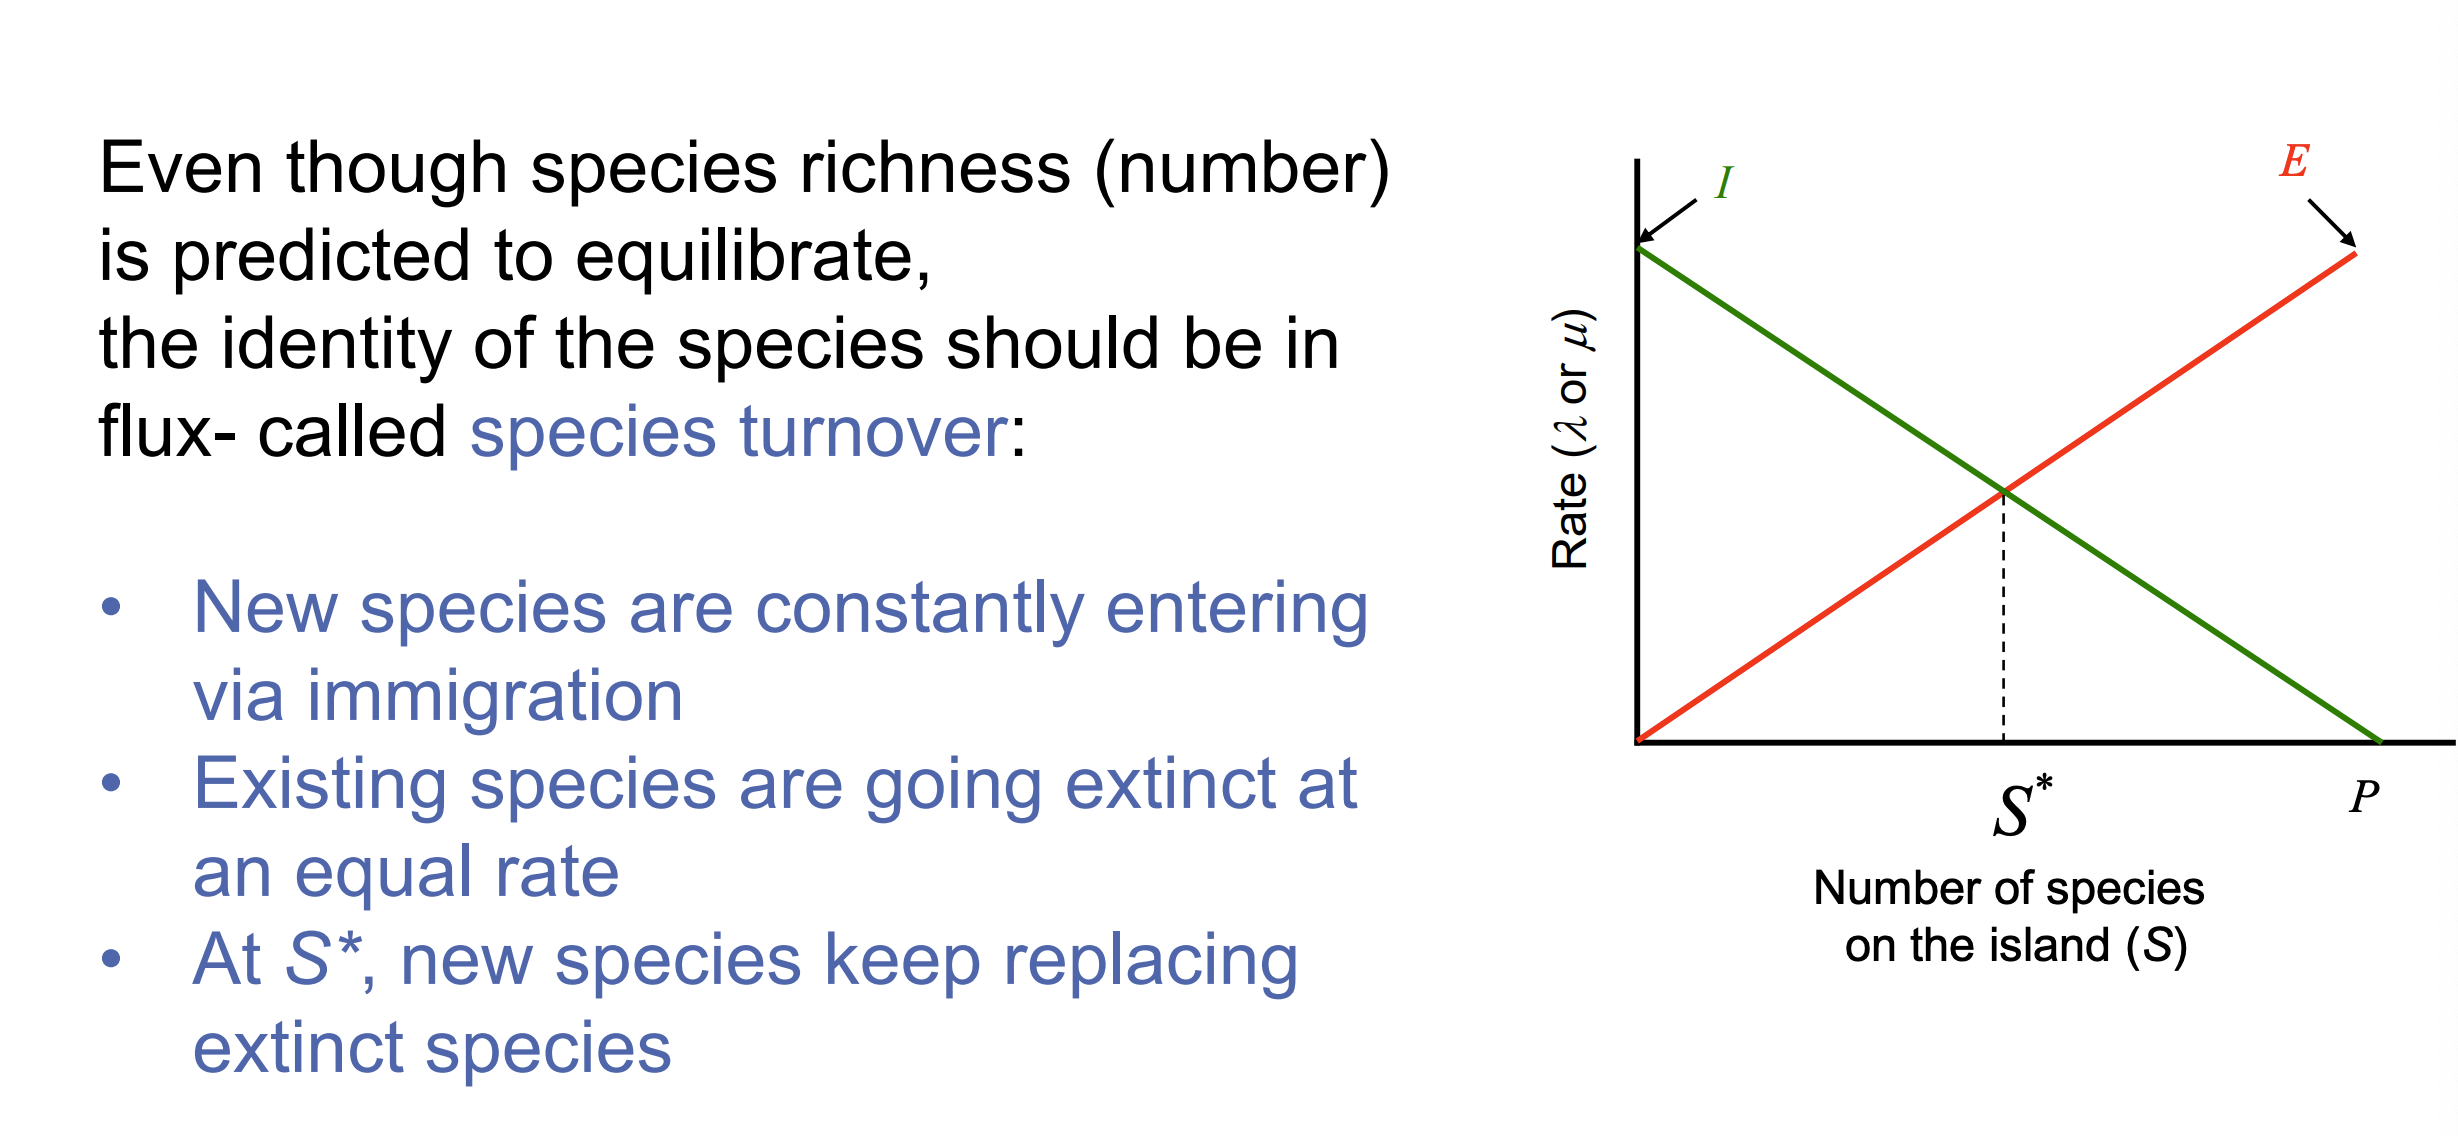 Even though species richness (number)
is predicted to equilibrate,
the identity of the species should be in
flux- called species turnover:
• New species are constantly entering
via immigration
• Existing species are going extinct at
an equal rate
• At S*, new species keep replacing
extinct species
I
E
Rate (λ or μ)
S*
P
Number of species
on the island (S)